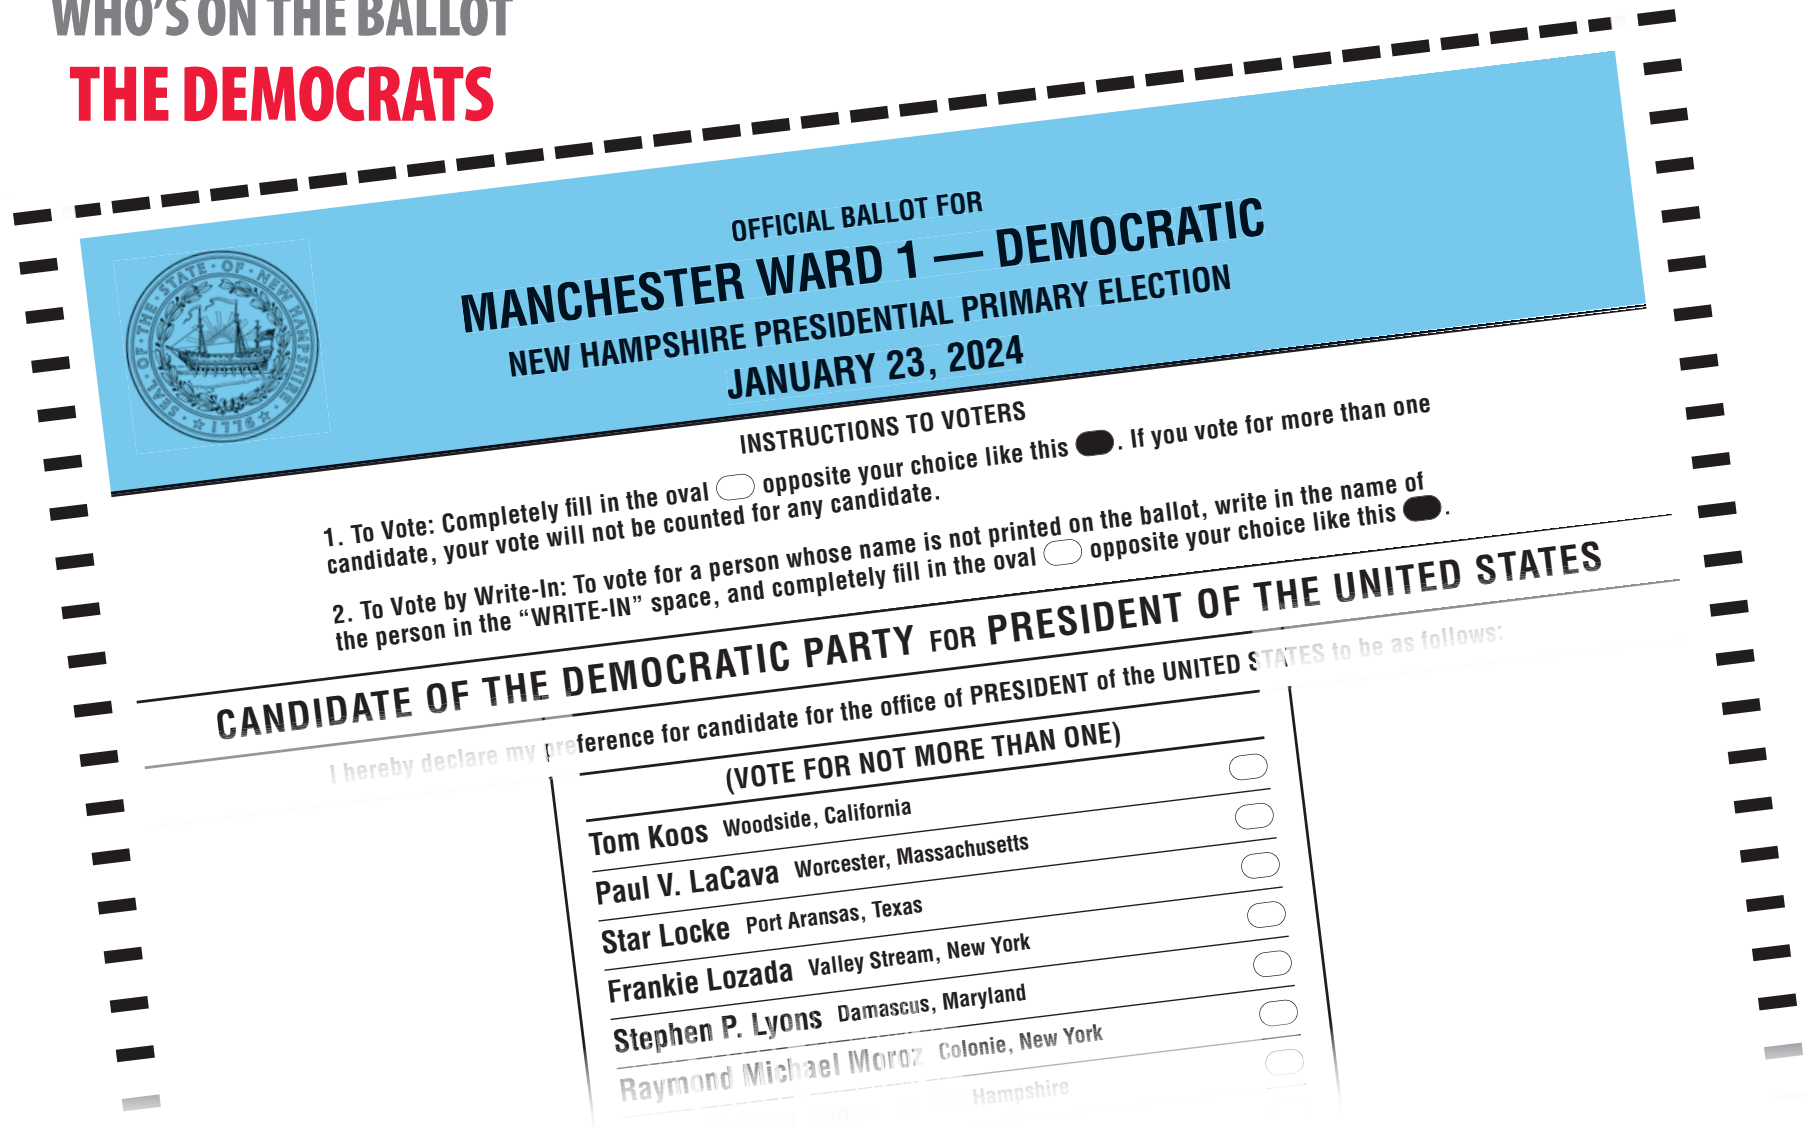 WHO'S ON THE BALLOT
THE DEMOCRATS
SEAL · OF · THE · STATE · OF · NEW HAMPSHIRE
OFFICIAL BALLOT FOR
MANCHESTER WARD 1 — DEMOCRATIC
NEW HAMPSHIRE PRESIDENTIAL PRIMARY ELECTION
JANUARY 23, 2024
INSTRUCTIONS TO VOTERS
1. To Vote: Completely fill in the oval opposite your choice like this . If you vote for more than one
candidate, your vote will not be counted for any candidate.
2. To Vote by Write-In: To vote for a person whose name is not printed on the ballot, write in the name of
the person in the “WRITE-IN” space, and completely fill in the oval opposite your choice like this .
CANDIDATE OF THE DEMOCRATIC PARTY FOR PRESIDENT OF THE UNITED STATES
I hereby declare my preference for candidate for the office of PRESIDENT of the UNITED STATES to be as follows:
(VOTE FOR NOT MORE THAN ONE)
Tom Koos Woodside, California
Paul V. LaCava Worcester, Massachusetts
Star Locke Port Aransas, Texas
Frankie Lozada Valley Stream, New York
Stephen P. Lyons Damascus, Maryland
Raymond Michael Moroz Colonie, New York
Hampshire